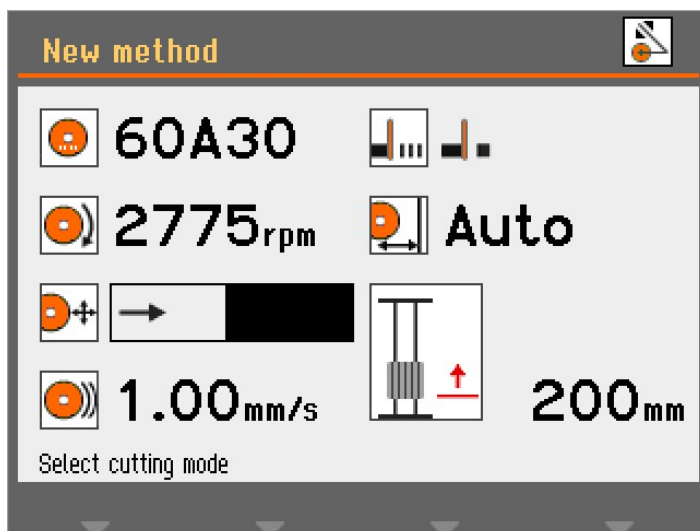 New method
60A30
2775rpm
Auto
1.00mm/s
200mm
Select cutting mode